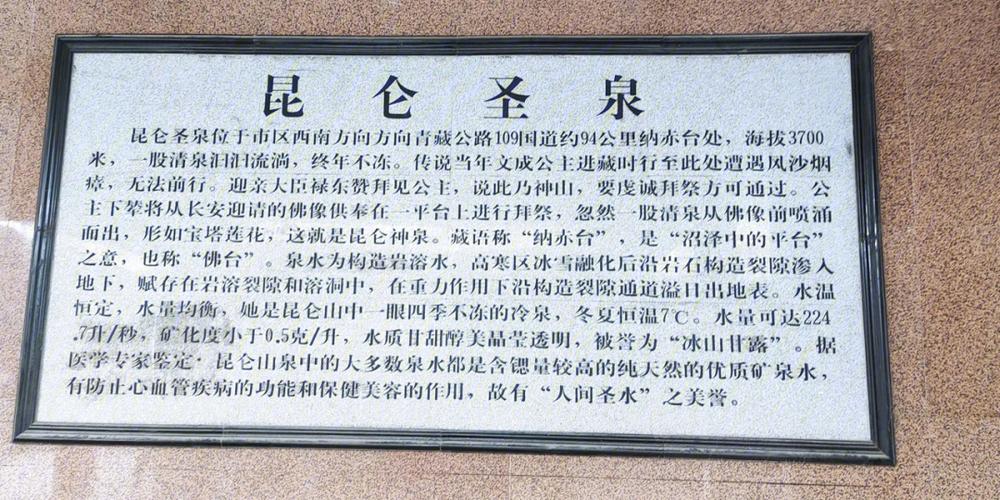 昆仑圣泉
昆仑圣泉位于市区西南方向方向青藏公路109国道约94公里纳赤台处，海拔3700
米，一股清泉汩汩流淌，终年不冻。传说当年文成公主进藏时行至此处遭遇风沙烟
瘴，无法前行。迎亲大臣禄东赞拜见公主，说此乃神山，要虔诚拜祭方可通过。公
主下辇将从长安迎请的佛像供奉在一平台上进行拜祭，忽然一股清泉从佛像前喷涌
而出，形如宝塔莲花，这就是昆仑神泉。藏语称“纳赤台”，是“沼泽中的平台”
之意，也称“佛台”。泉水为构造岩溶水，高寒区冰雪融化后沿岩石构造裂隙渗入
地下，赋存在岩溶裂隙和溶洞中，在重力作用下沿构造裂隙通道溢口出地表。水温
恒定，水量均衡，她是昆仑山中一眼四季不冻的冷泉，冬夏恒温7℃。水量可达224
.7升/秒，矿化度小于0.5克/升，水质甘甜醇美晶莹透明，被誉为“冰山甘露”。据
医学专家鉴定·昆仑山泉中的大多数泉水都是含锶量较高的纯天然的优质矿泉水，
有防止心血管疾病的功能和保健美容的作用，故有“人间圣水”之美誉。